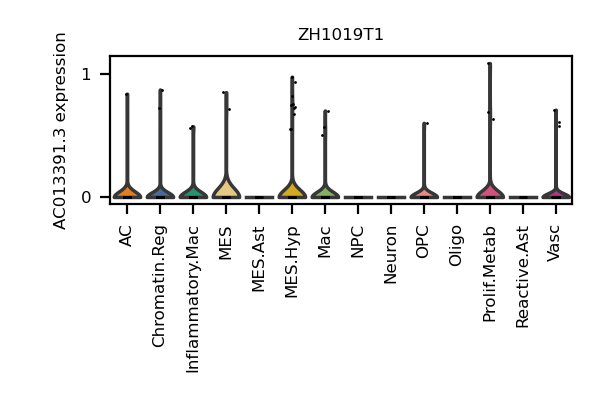 ZH1019T1
AC013391.3 expression
1
0
AC
Chromatin.Reg
Inflammatory.Mac
MES
MES.Ast
MES.Hyp
Mac
NPC
Neuron
OPC
Oligo
Prolif.Metab
Reactive.Ast
Vasc